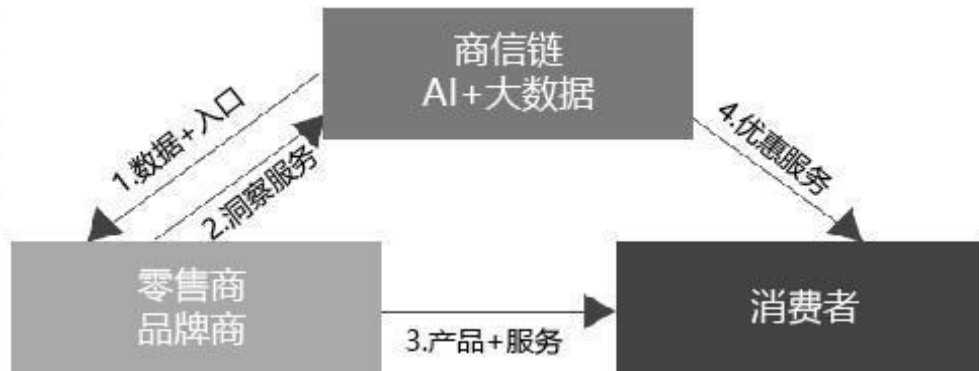 商信链
AI+大数据
1.数据+入口
2.洞察服务
4.优惠服务
零售商
品牌商
3.产品+服务
消费者